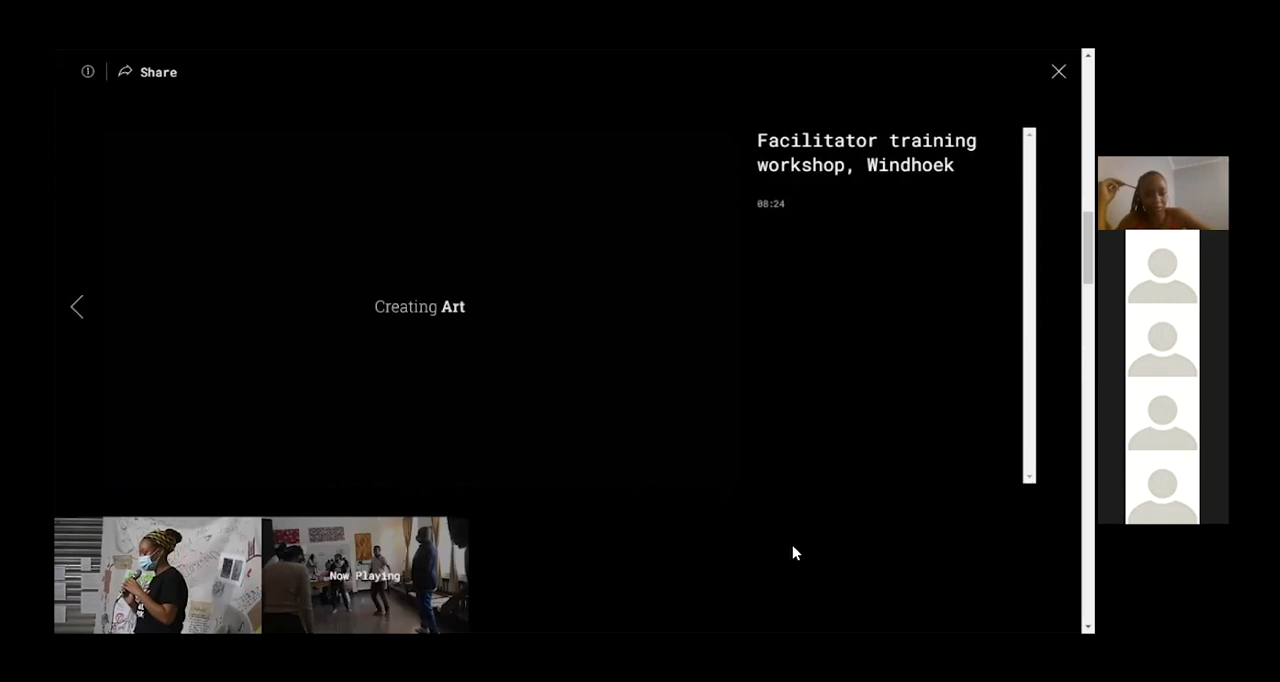 Share
Facilitator training
workshop, Windhoek
08:24
Creating Art
Now Playing